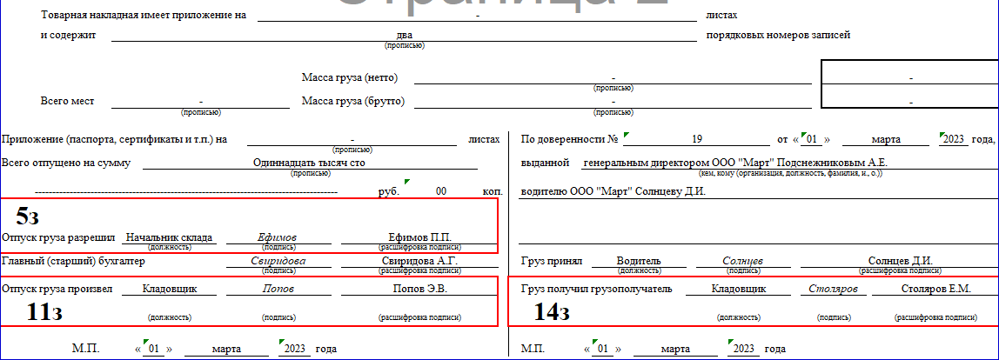 Страница 2
Товарная накладная имеет приложение на - листах
и содержит два порядковых номеров записей
(прописью)
Масса груза (нетто) - -
(прописью)
Всего мест - Масса груза (брутто) - -
(прописью) (прописью)
Приложение (паспорта, сертификаты и т.п.) на - листах
(прописью)
Всего отпущено на сумму Одиннадцать тысяч сто
(прописью)
руб. 00 коп.
5з
Отпуск груза разрешил Начальник склада Ефимов Ефимов П.П.
(должность) (подпись) (расшифровка подписи)
Главный (старший) бухгалтер Свиридова Свиридова А.Г.
(подпись) (расшифровка подписи)
Отпуск груза произвел Кладовщик Попов Попов Э.В.
11з (должность) (подпись) (расшифровка подписи)
М.П. « 01 » марта 2023 года
По доверенности № 19 от « 01 » марта 2023 года,
выданной генеральным директором ООО "Март" Подснежниковым А.Е.
(кем, кому (организация, должность, фамилия, и., о.))
водителю ООО "Март" Солнцеву Д.И.
Груз принял Водитель Солнцев Солнцев Д.И.
(должность) (подпись) (расшифровка подписи)
Груз получил грузополучатель Кладовщик Столяров Столяров Е.М.
14з (должность) (подпись) (расшифровка подписи)
М.П. « 01 » марта 2023 года